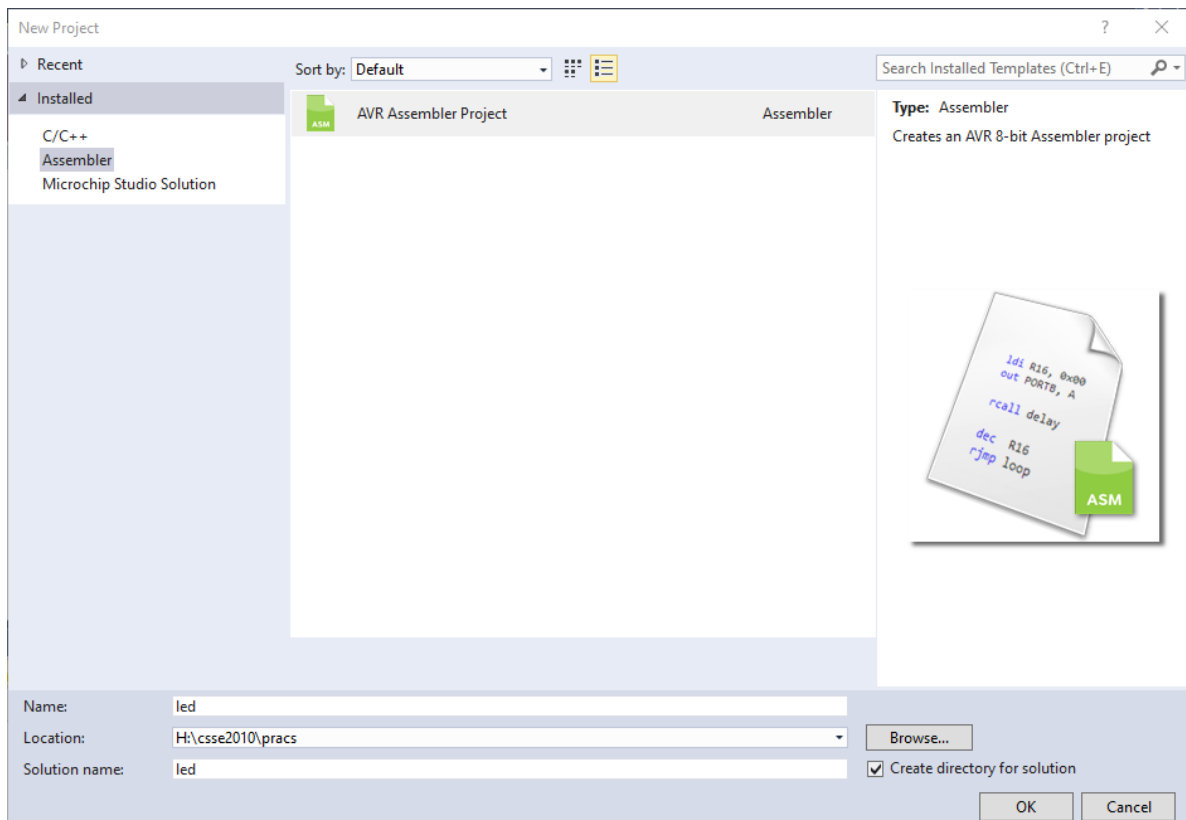 New Project
?
Recent
Sort by: Default
Search Installed Templates (Ctrl+E)
Installed
C/C++
Assembler
Microchip Studio Solution
ASM
AVR Assembler Project
Assembler
Type: Assembler
Creates an AVR 8-bit Assembler project
ldi R16, 0x00
out PORTB, A
rcall delay
dec R16
rjmp loop
ASM
Name: led
Location: H:\csse2010\pracs
Browse...
Solution name: led
Create directory for solution
OK
Cancel